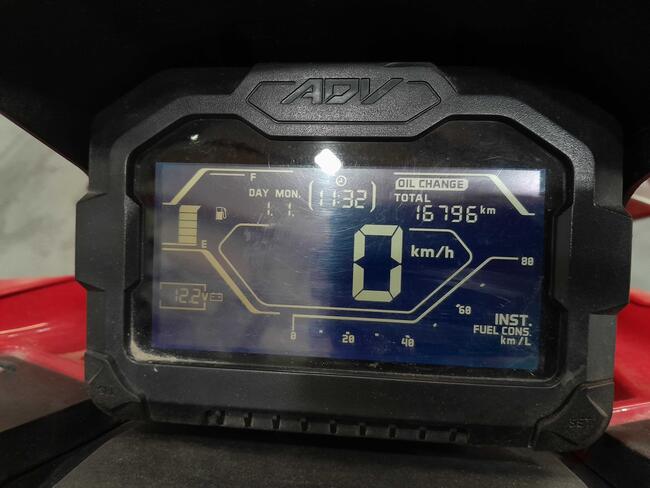 ADV
F
DAY MON.
11:32
OIL CHANGE
TOTAL
1. 1.
16796 km
E
0 km/h
80
12.2V
60
0 20 40
INST.
FUEL CONS.
km/L
SET